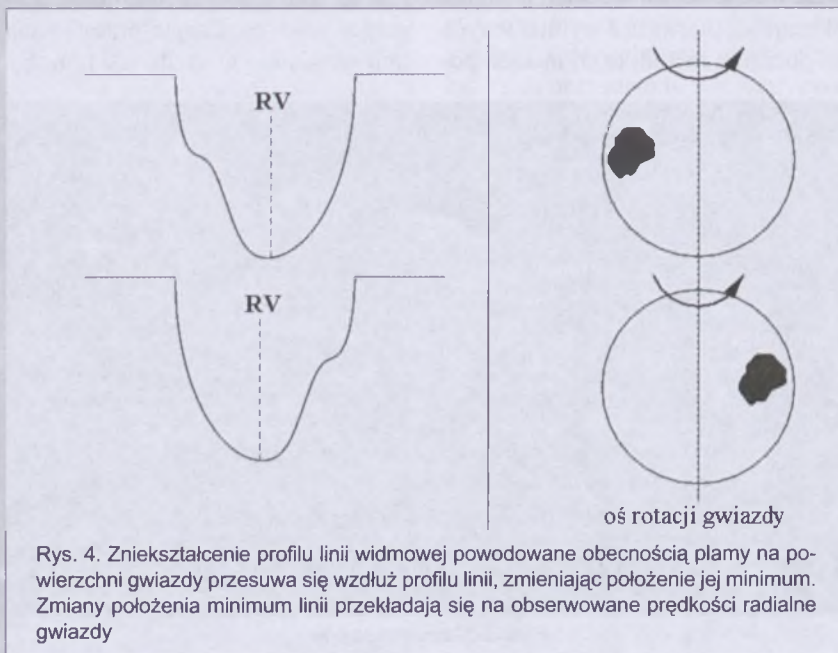 RV
RV
oś rotacji gwiazdy
Rys. 4. Zniekształcenie profilu linii widmowej powodowane obecnością plamy na po-
wierzchni gwiazdy przesuwa się wzdłuż profilu linii, zmieniając położenie jej minimum.
Zmiany położenia minimum linii przekładają się na obserwowane prędkości radialne
gwiazdy